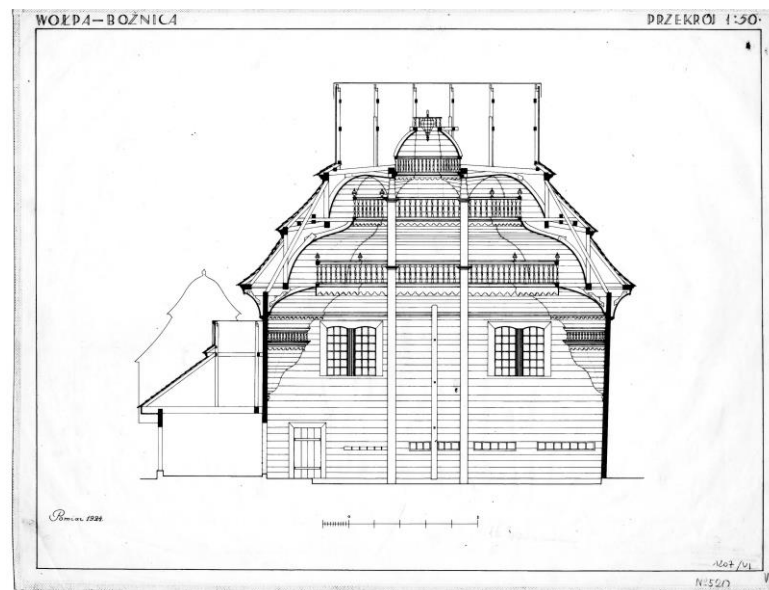 WOŁPA—BOŻNICA
PRZEKRÓJ 1:50.
Pomiar 1924.
1207/VI
N:520